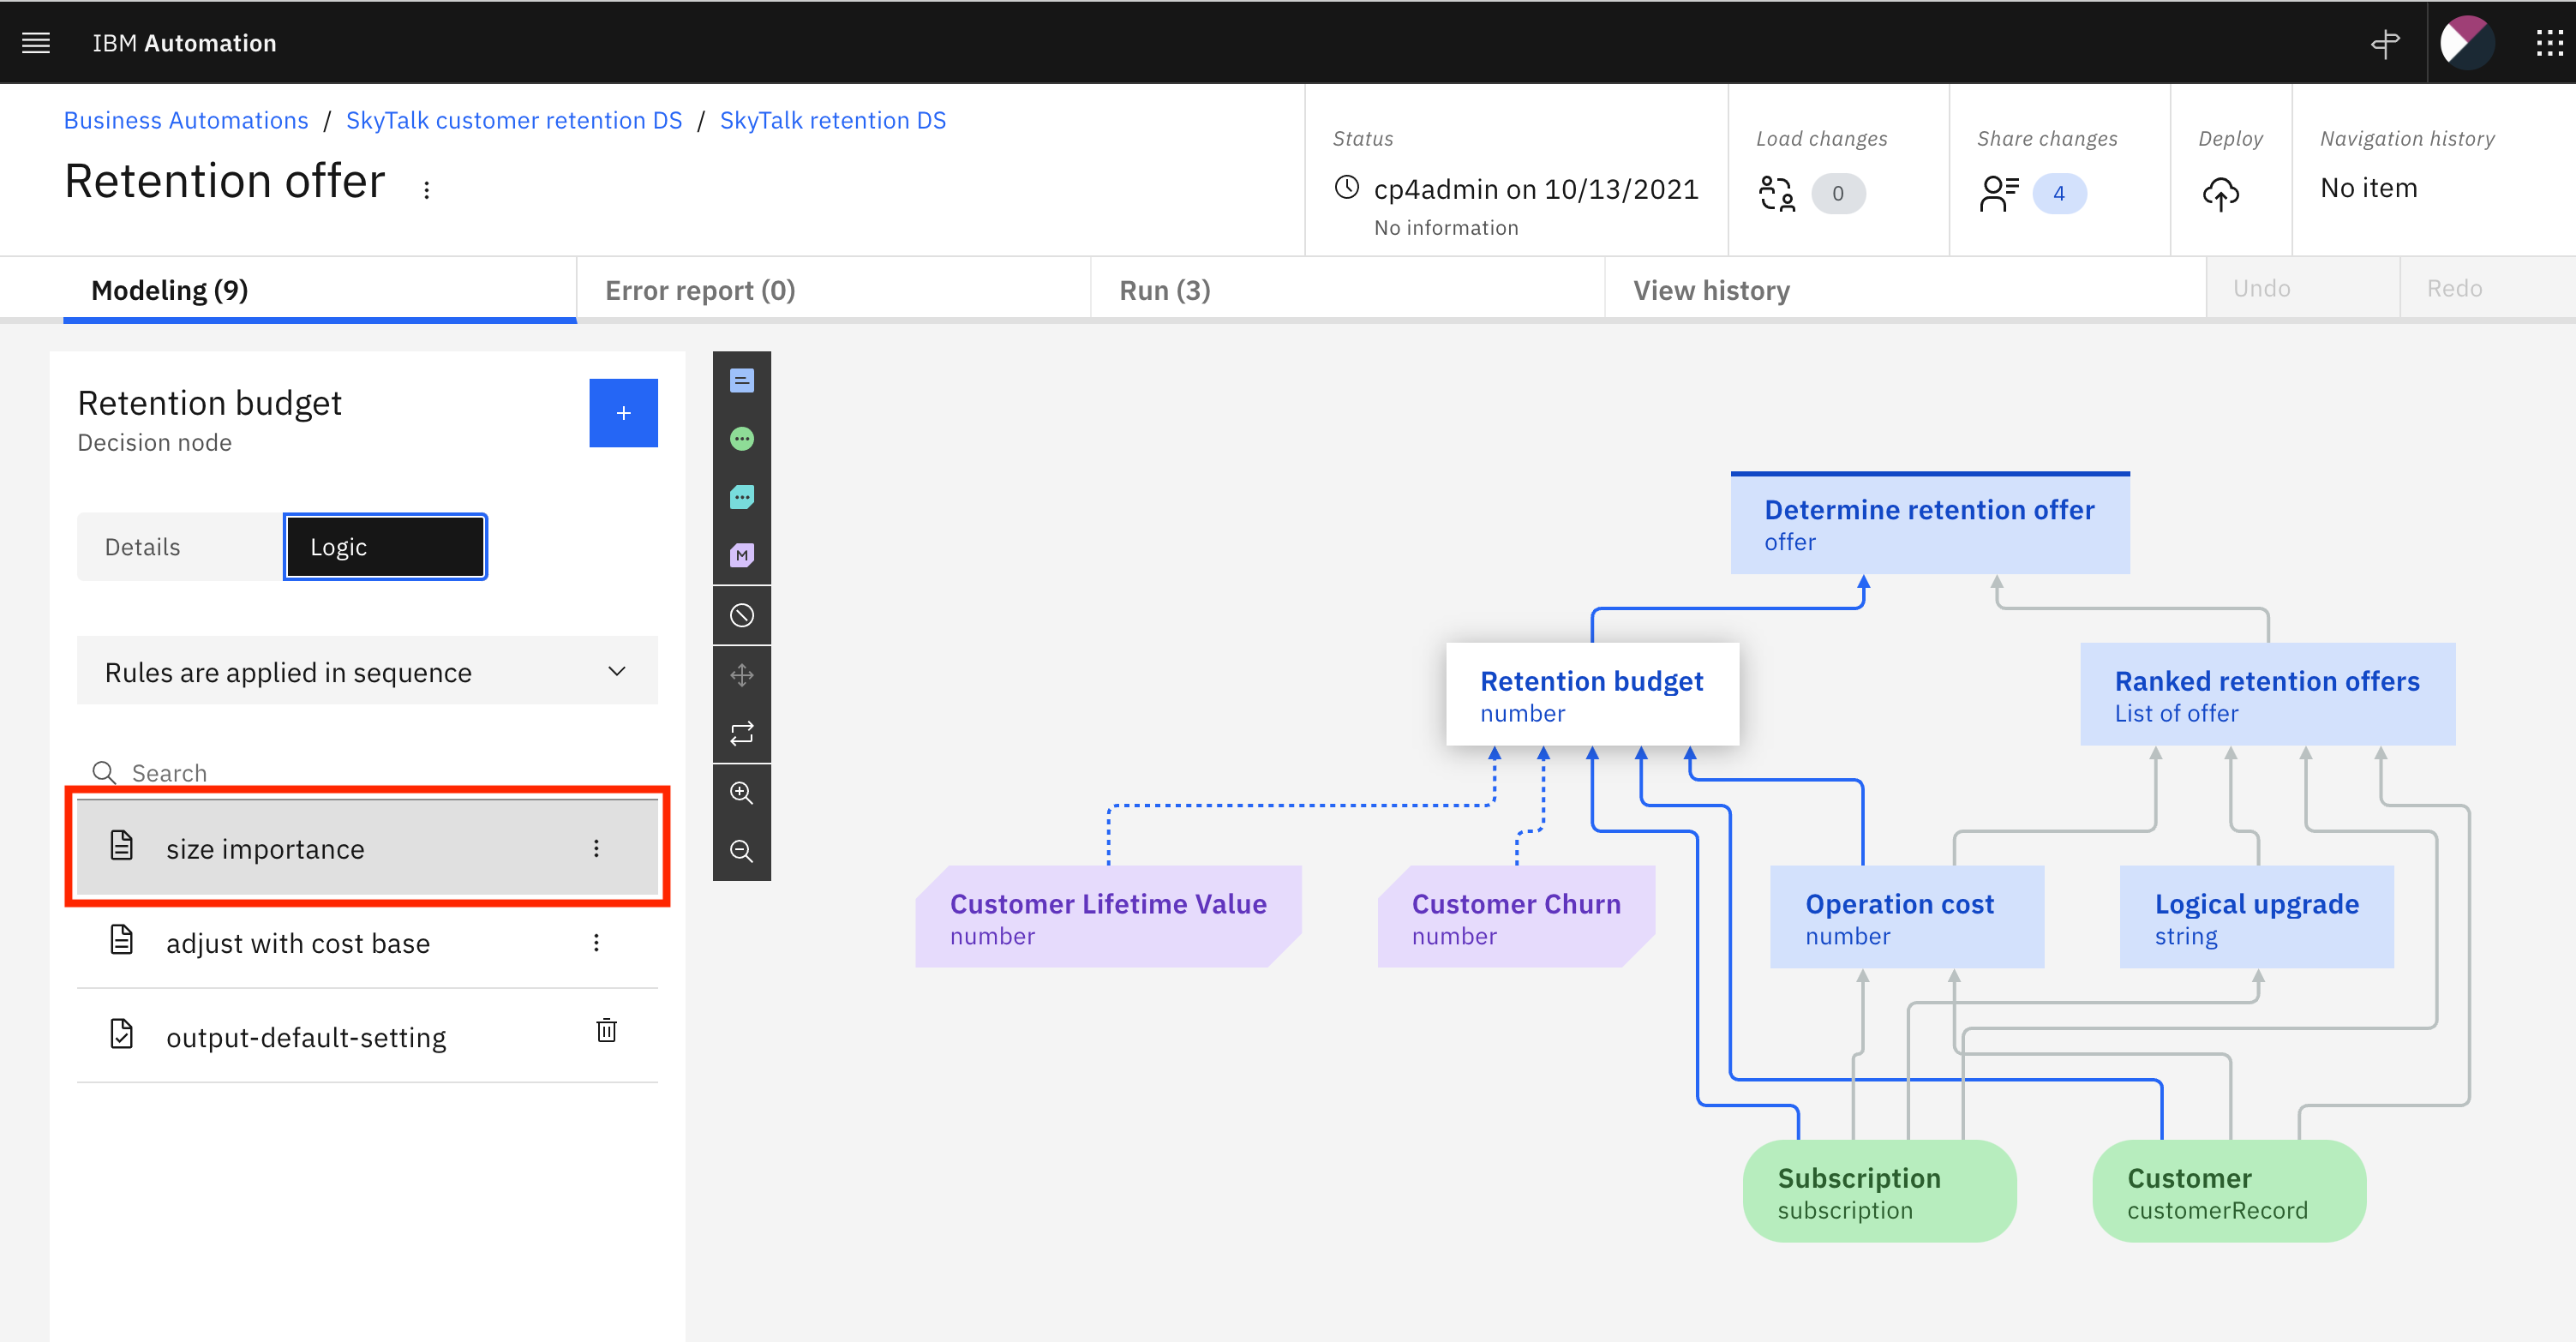 IBM Automation
Business Automations / SkyTalk customer retention DS / SkyTalk retention DS
Retention offer
Status
cp4admin on 10/13/2021
No information
Load changes
0
Share changes
4
Deploy
Navigation history
No item
Modeling (9)
Error report (0)
Run (3)
View history
Undo
Redo
Retention budget
Decision node
+
Details
Logic
Rules are applied in sequence
Search
size importance
adjust with cost base
output-default-setting
M
Determine retention offer
offer
Retention budget
number
Ranked retention offers
List of offer
Customer Lifetime Value
number
Customer Churn
number
Operation cost
number
Logical upgrade
string
Subscription
subscription
Customer
customerRecord